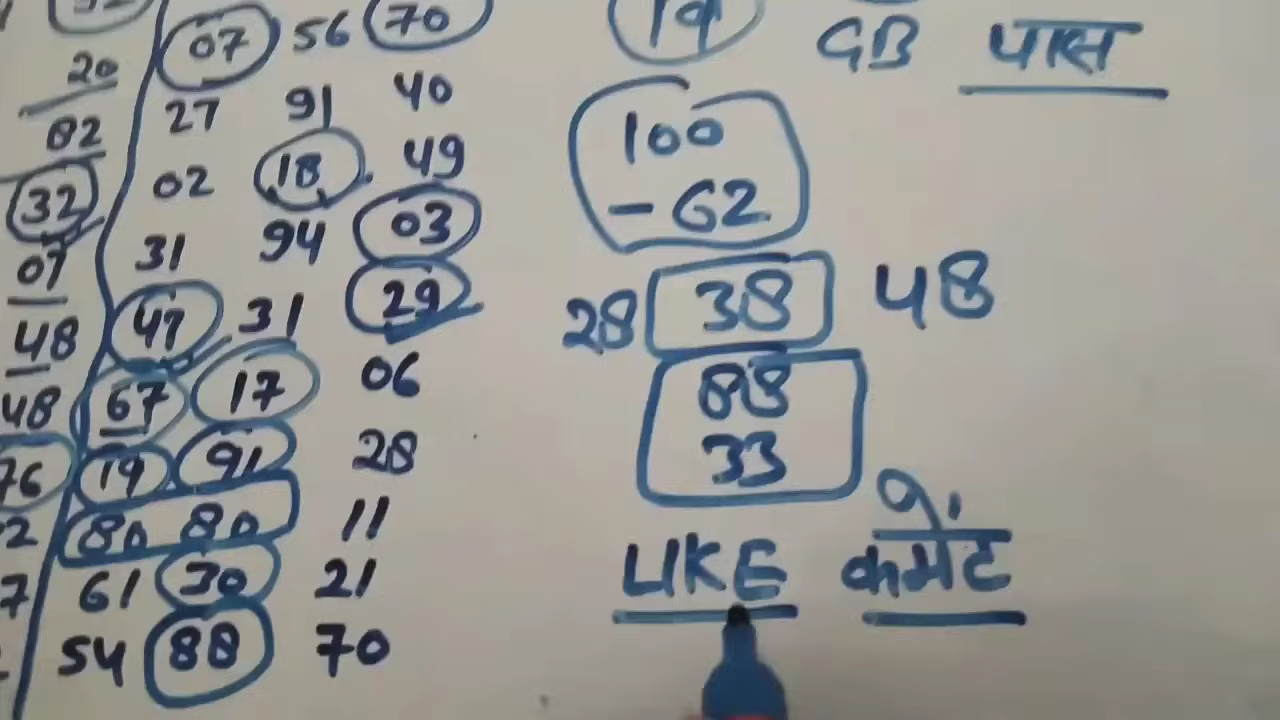 20 07 56 70 19 GB पास
02 27 91 40 100
32 02 18 49 - 62
07 31 94 03
48 47 31 29 28 38 48
48 67 17 06 88
76 19 91 28 33
80 80 11
61 30 21 LIKE कमेंट
54 88 70